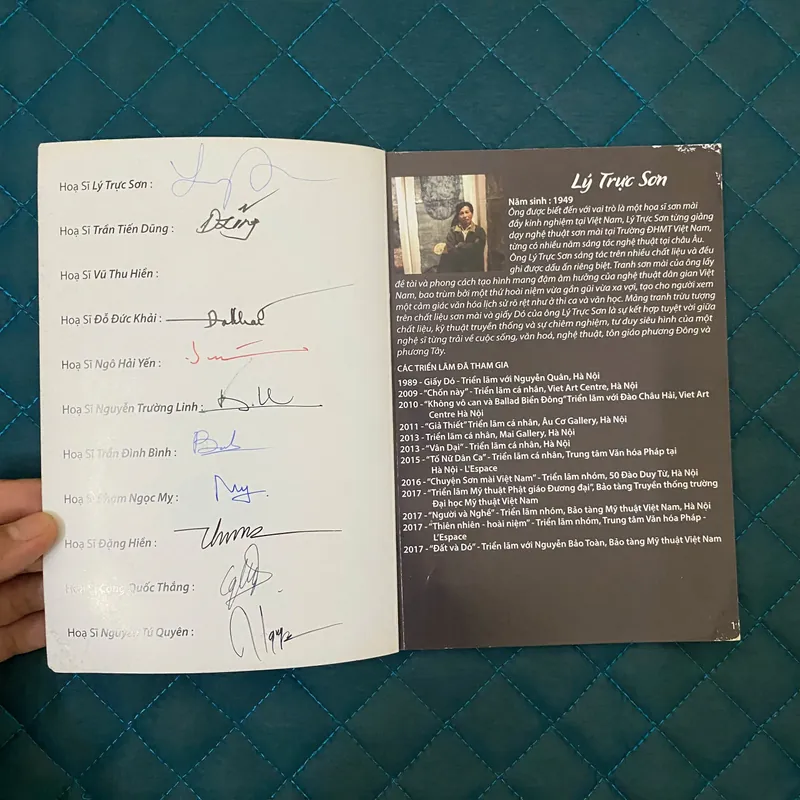 Hoạ Sĩ Lý Trực Sơn :
Hoạ Sĩ Trần Tiến Dũng :
Hoạ Sĩ Vũ Thu Hiền :
Hoạ Sĩ Đỗ Đức Khải :
Hoạ Sĩ Ngô Hải Yến :
Hoạ Sĩ Nguyễn Trường Linh :
Hoạ Sĩ Trần Đình Bình :
Hoạ Sĩ Phạm Ngọc Mỵ :
My
Hoạ Sĩ Đặng Hiền :
Hoạ Sĩ Công Quốc Thắng :
Hoạ Sĩ Nguyễn Tú Quyên :
Lý Trực Sơn
Năm sinh : 1949
Ông được biết đến với vai trò là một họa sĩ sơn mài
đầy kinh nghiệm tại Việt Nam, Lý Trực Sơn từng giảng
dạy nghệ thuật sơn mài tại Trường ĐHMT Việt Nam,
từng có nhiều năm sáng tác nghệ thuật tại châu Âu.
Ông Lý Trực Sơn sáng tác trên nhiều chất liệu và đều
ghi được dấu ấn riêng biệt. Tranh sơn mài của ông lấy
đề tài và phong cách tạo hình mang đậm âm hưởng của nghệ thuật dân gian Việt
Nam, bao trùm bởi một thứ hoài niệm vừa gần gũi vừa xa vợi, tạo cho người xem
một cảm giác văn hóa lịch sử rõ rệt như ở thi ca và văn học. Mảng tranh trừu tượng
trên chất liệu sơn mài và giấy Dó của ông Lý Trực Sơn là sự kết hợp tuyệt vời giữa
chất liệu, kỹ thuật truyền thống và sự chiêm nghiệm, tư duy siêu hình của một
nghệ sĩ từng trải về cuộc sống, văn hoá, nghệ thuật, tôn giáo phương Đông và
phương Tây.
CÁC TRIỂN LÃM ĐÃ THAM GIA
1989 - Giấy Dó - Triển lãm với Nguyễn Quân, Hà Nội
2009 - “Chốn này” - Triển lãm cá nhân, Viet Art Centre, Hà Nội
2010 - “Không vô can và Ballad Biển Đông” Triển lãm với Đào Châu Hải, Viet Art
Centre Hà Nội
2011 - “Giả Thiết” Triển lãm cá nhân, Âu Cơ Gallery, Hà Nội
2013 - Triển lãm cá nhân, Mai Gallery, Hà Nội
2013 - “Vân Dại” - Triển lãm cá nhân, Hà Nội
2015 - “Tố Nữ Dân Ca” - Triển lãm cá nhân, Trung tâm Văn hóa Pháp tại
Hà Nội - L'Espace
2016 - “Chuyện Sơn mài Việt Nam” - Triển lãm nhóm, 50 Đào Duy Từ, Hà Nội
2017 - “Triển lãm Mỹ thuật Phật giáo Đương đại”, Bảo tàng Truyền thống trường
Đại học Mỹ thuật Việt Nam
2017 - “Người và Nghề” - Triển lãm nhóm, Bảo tàng Mỹ thuật Việt Nam, Hà Nội
2017 - “Thiên nhiên - hoài niệm” - Triển lãm nhóm, Trung tâm Văn hóa Pháp -
L'Espace
2017 - “Đất và Dó” - Triển lãm với Nguyễn Bảo Toàn, Bảo tàng Mỹ thuật Việt Nam
1